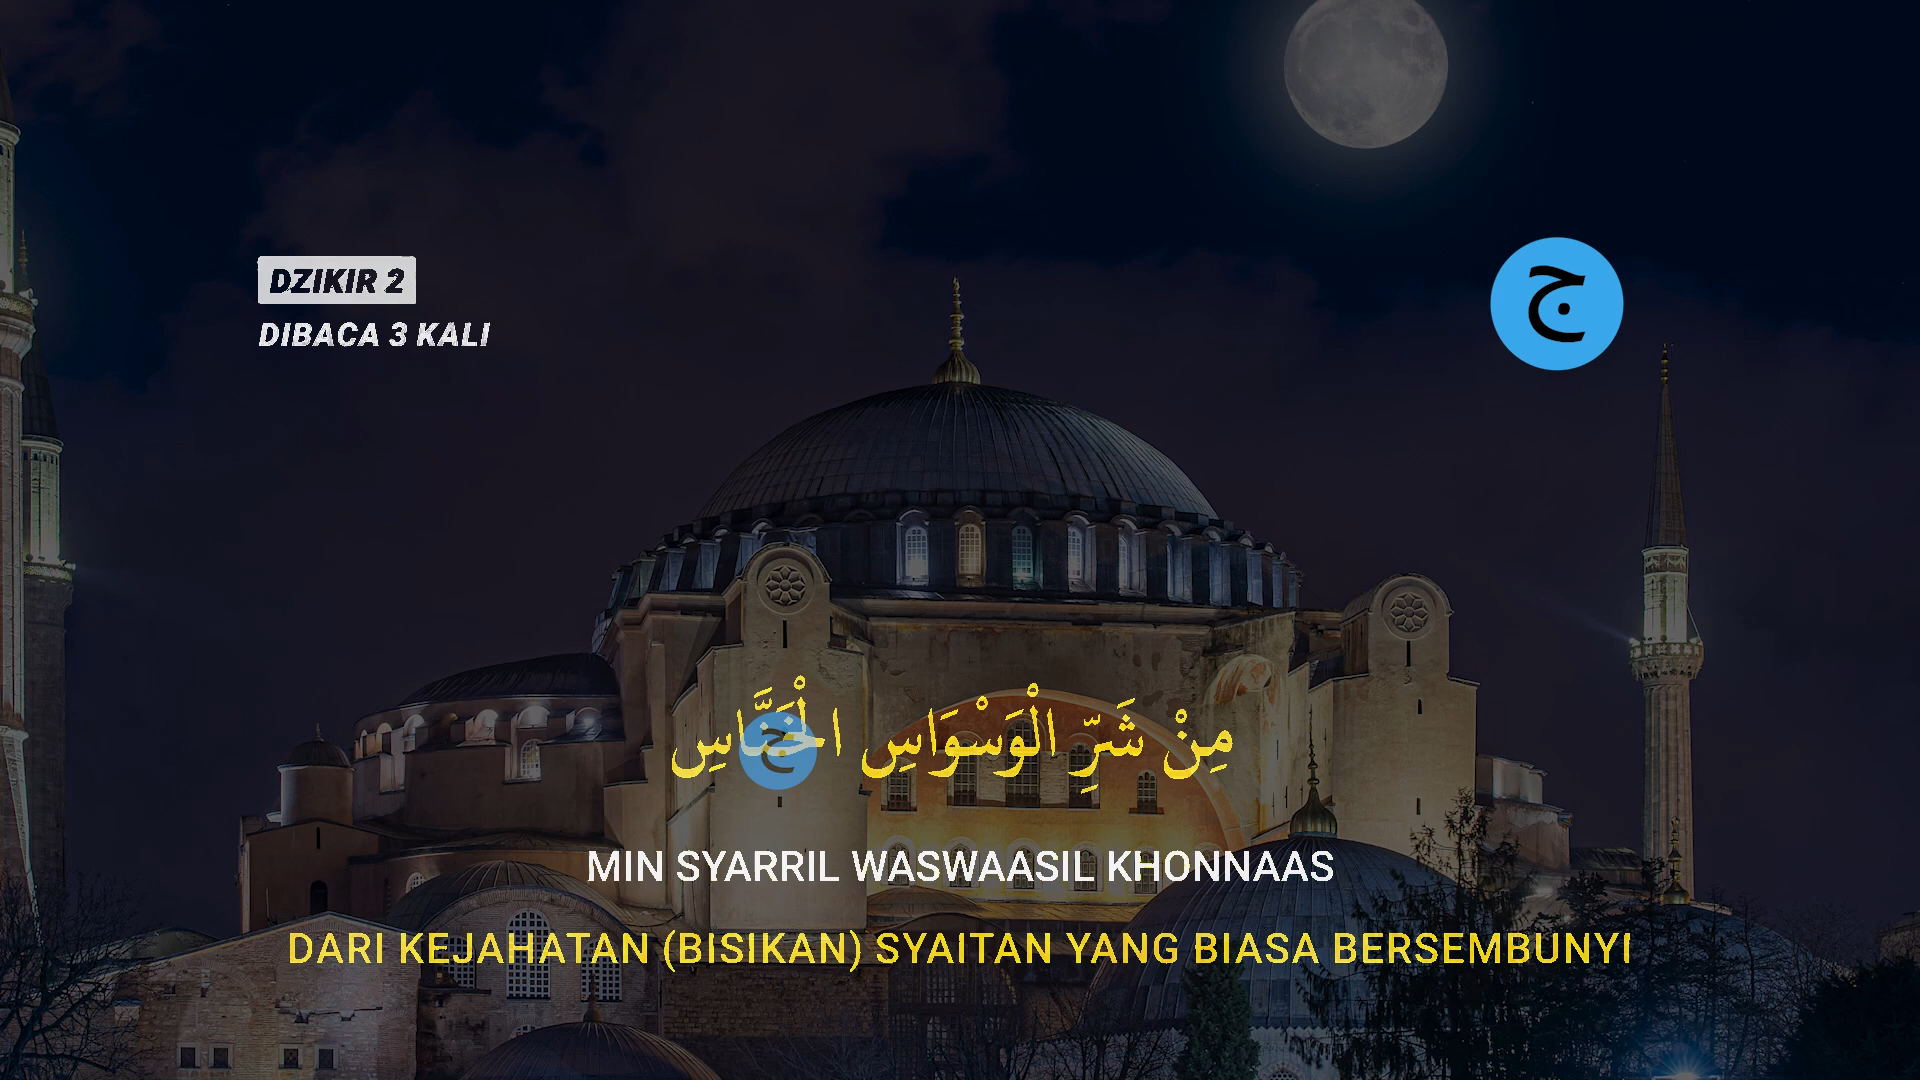 DZIKIR 2
DIBACA 3 KALI
ج
مِنْ شَرِّ الْوَسْوَاسِ الْخَنَّاسِ
ج
MIN SYARRIL WASWAASIL KHONNAAS
DARI KEJAHATAN (BISIKAN) SYAITAN YANG BIASA BERSEMBUNYI